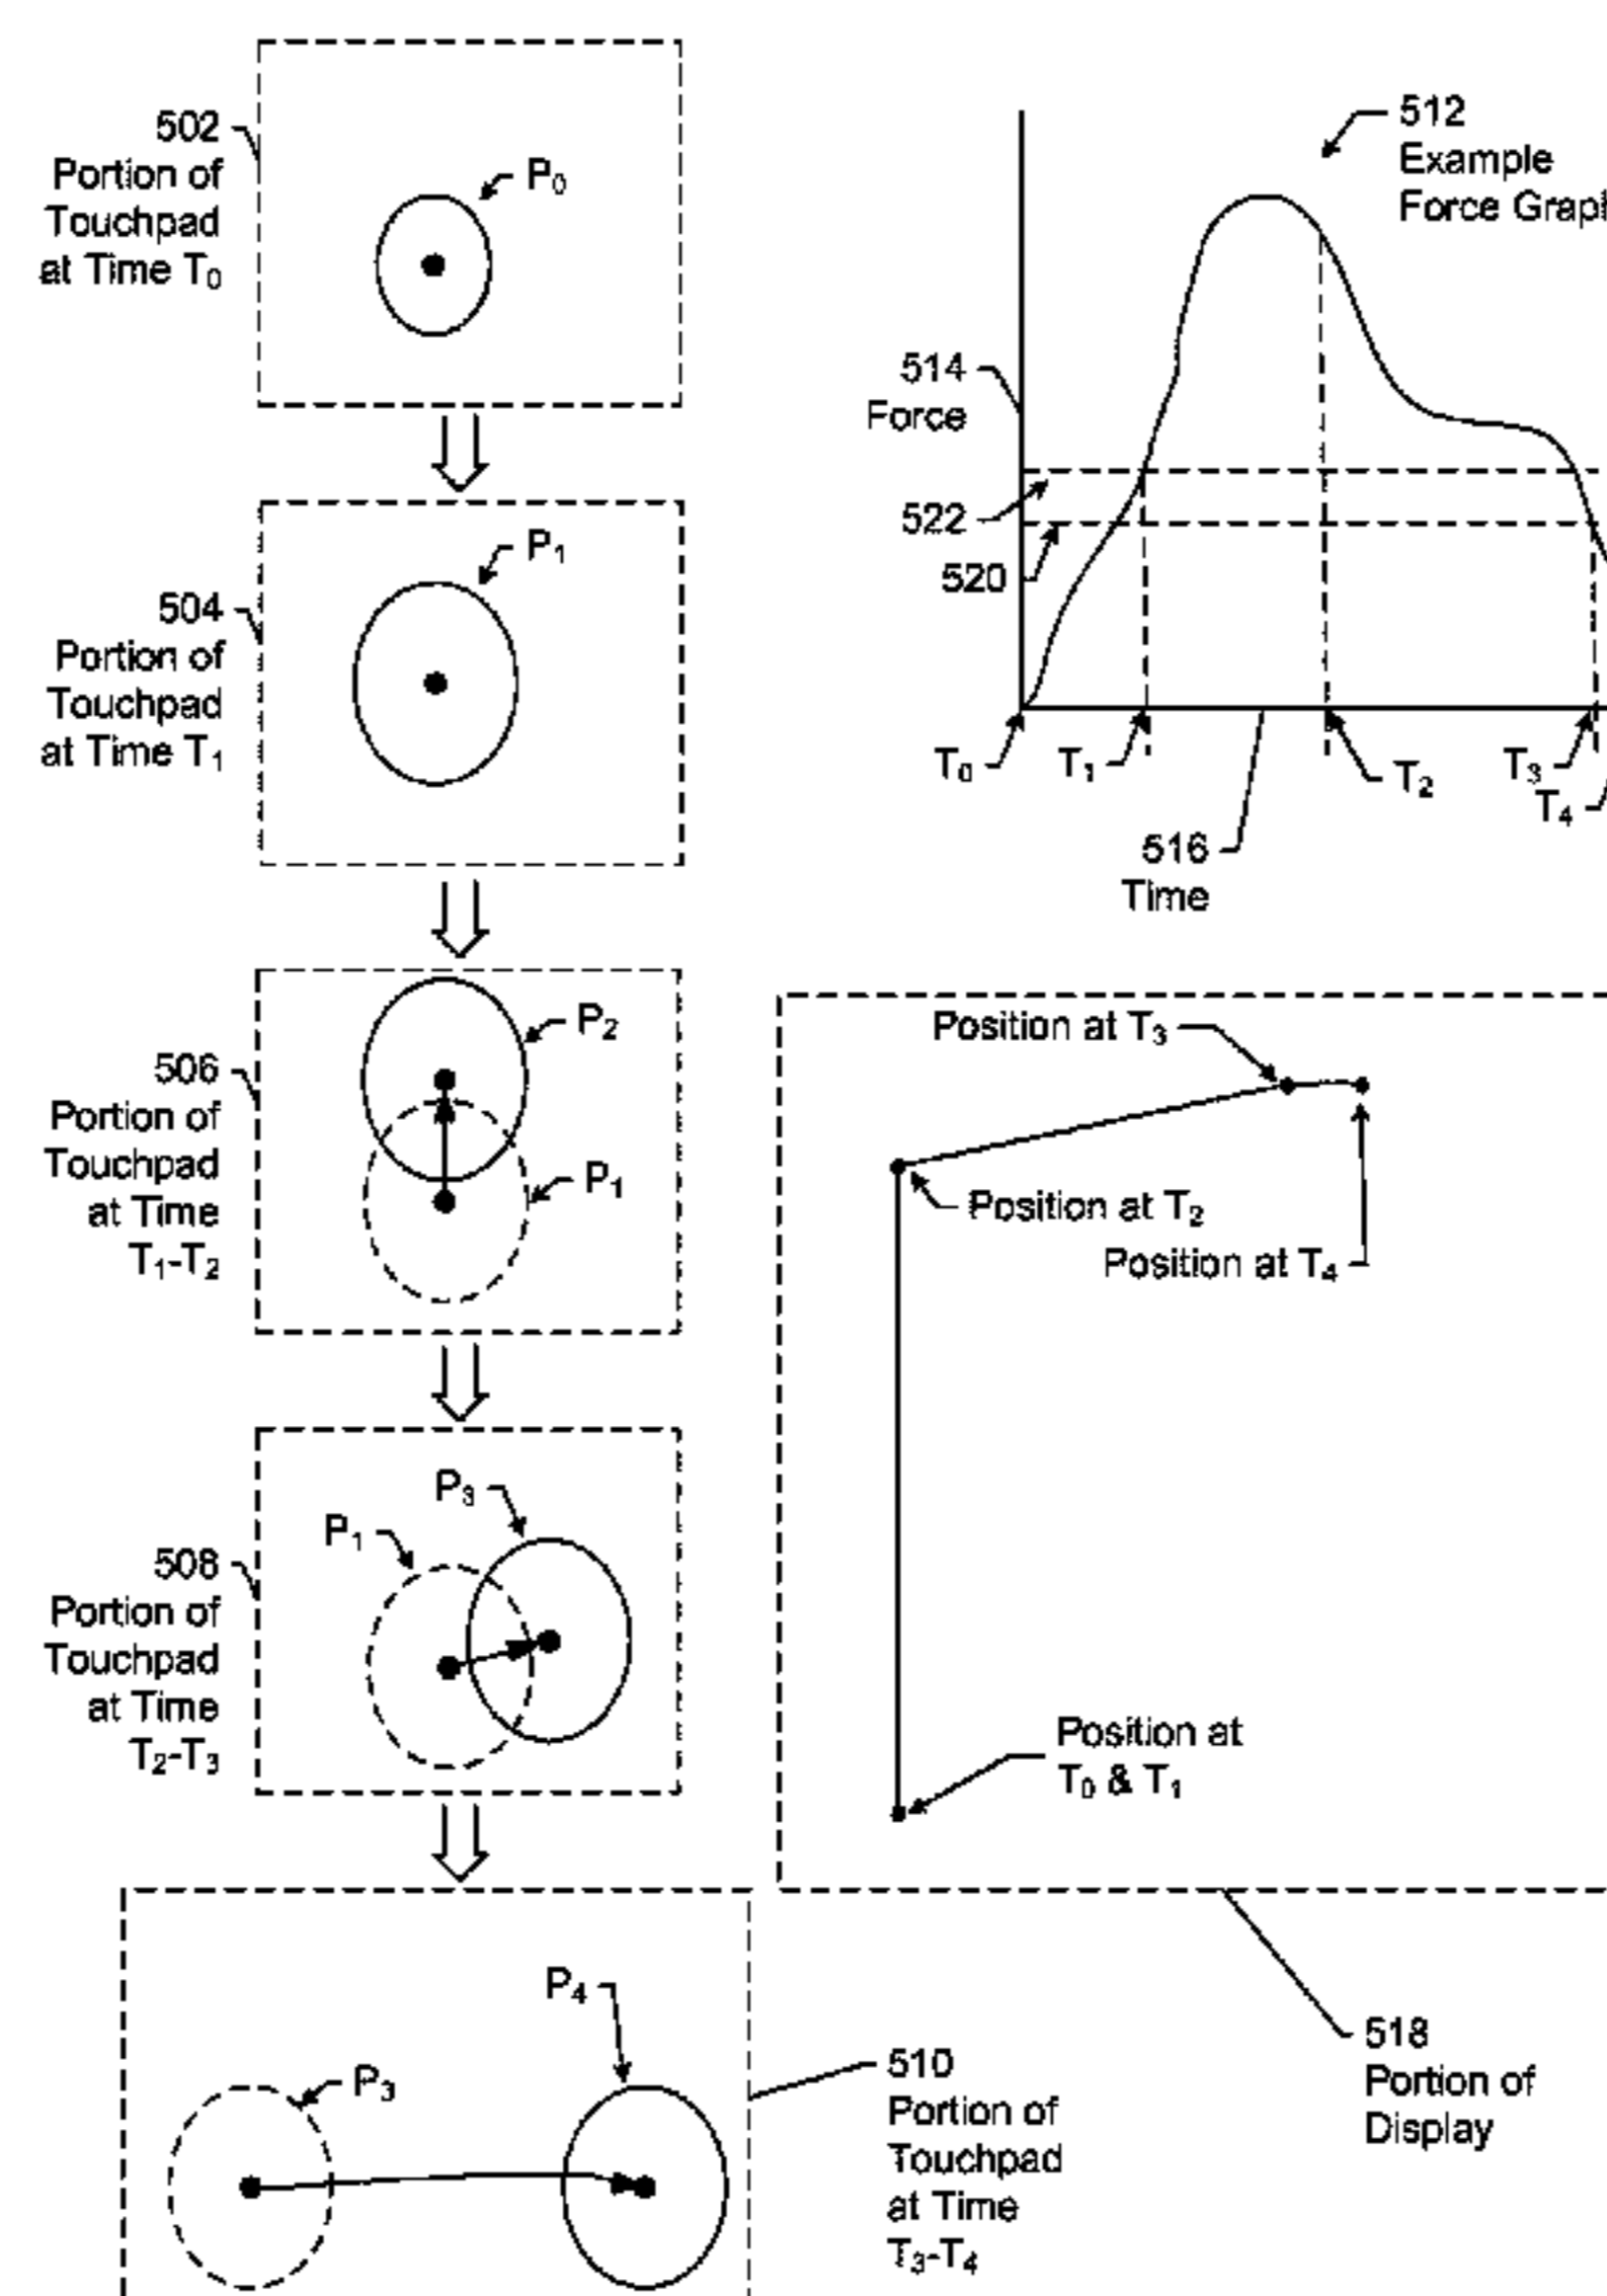 502
Portion of
Touchpad
at Time T₀
P₀
504
Portion of
Touchpad
at Time T₁
P₁
506
Portion of
Touchpad
at Time
T₁-T₂
P₂
P₁
508
Portion of
Touchpad
at Time
T₂-T₃
P₃
P₁
P₄
P₃
510
Portion of
Touchpad
at Time
T₃-T₄
512
Example
Force Graph
514
Force
522
520
T₀
T₁
T₂
T₃
T₄
516
Time
Position at T₃
Position at T₂
Position at T₄
Position at
T₀ & T₁
518
Portion of
Display